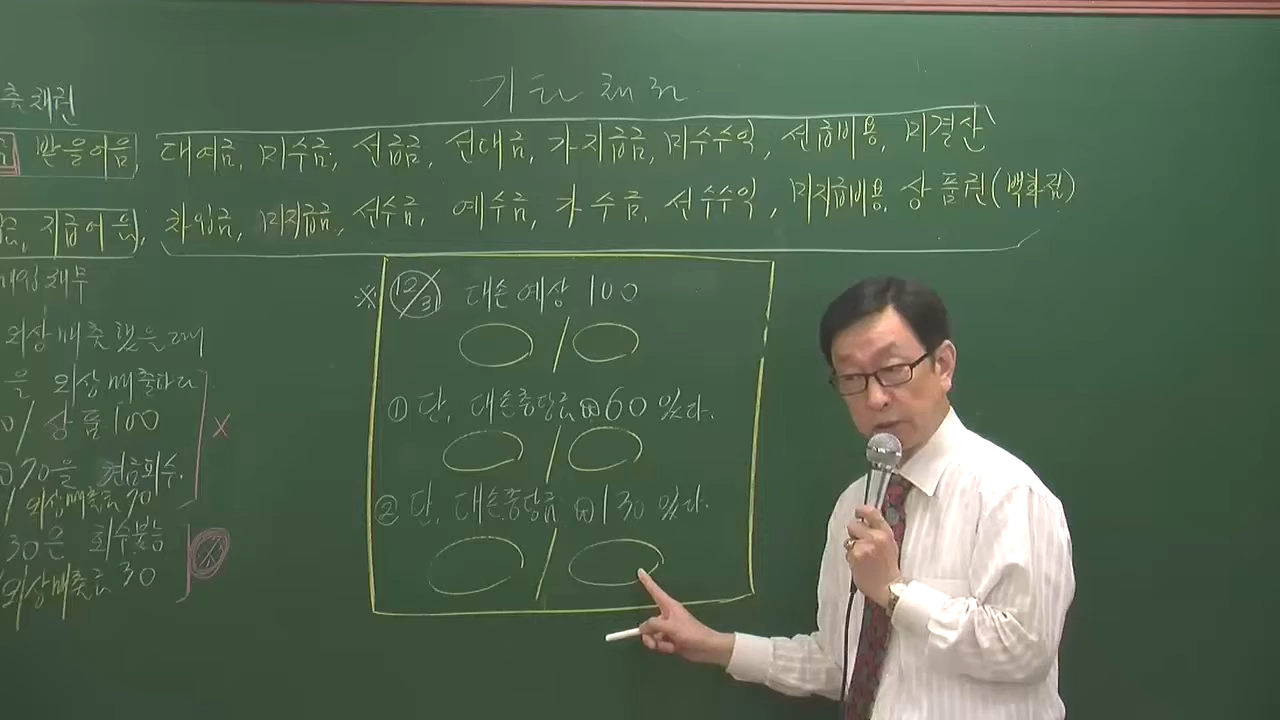 기타채권
축채권
받을어음, 대여금, 미수금, 선급금, 선대금, 가지급금, 미수수익, 선급비용, 미결산
지급어음, 차입금, 미지급금, 선수금, 예수금, 가수금, 선수수익, 미지급비용, 상품권(백화점)
매입채무
외상매출했을때
을 외상매출하다
/ 상품100
70을 현금회수.
/ 외상매출금 70
30은 회수불능
외상매출금 30
※ 12/31 대손예상 100
/
① 단, 대손충당금 ₩60 있다.
/
② 단, 대손충당금 ₩130 있다.
/